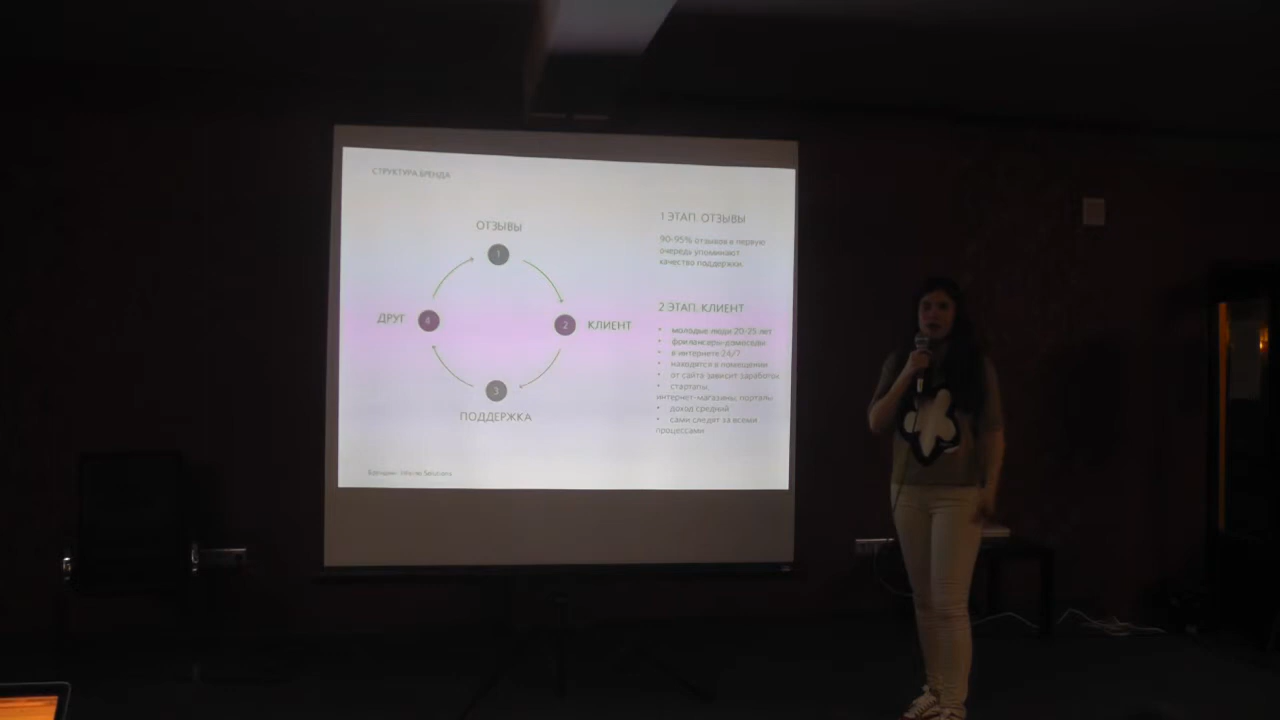 СТРУКТУРА БРЕНДА
ОТЗЫВЫ
1
ДРУГ
4
2
КЛИЕНТ
3
ПОДДЕРЖКА
1 ЭТАП. ОТЗЫВЫ
90-95% отзывов в первую
очередь упоминают
качество поддержки.
2 ЭТАП. КЛИЕНТ
• молодые люди 20-25 лет
• фрилансеры-домоседы
• в интернете 24/7
• находятся в помещении
• от сайта зависит заработок
• стартапы,
интернет-магазины, порталы
• доход средний
• сами следят за всеми
процессами